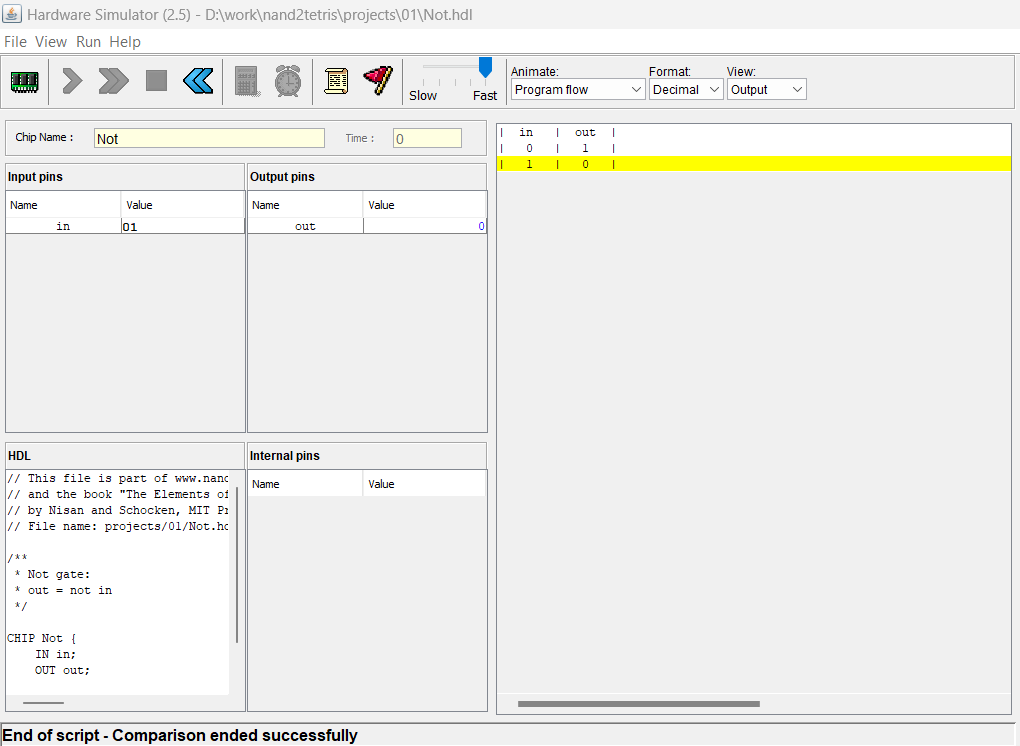 Hardware Simulator (2.5) - D:\work\nand2tetris\projects\01\Not.hdl
File View Run Help
Animate: Format: View:
Slow Fast Program flow Decimal Output
Chip Name : Not Time : 0
Input pins
Name Value
in 01
Output pins
Name Value
out 0
HDL
// This file is part of www.nand
// and the book "The Elements of
// by Nisan and Schocken, MIT Pr
// File name: projects/01/Not.hd
/**
* Not gate:
* out = not in
*/
CHIP Not {
IN in;
OUT out;
Internal pins
Name Value
| in | out |
| 0 | 1 |
| 1 | 0 |
End of script - Comparison ended successfully